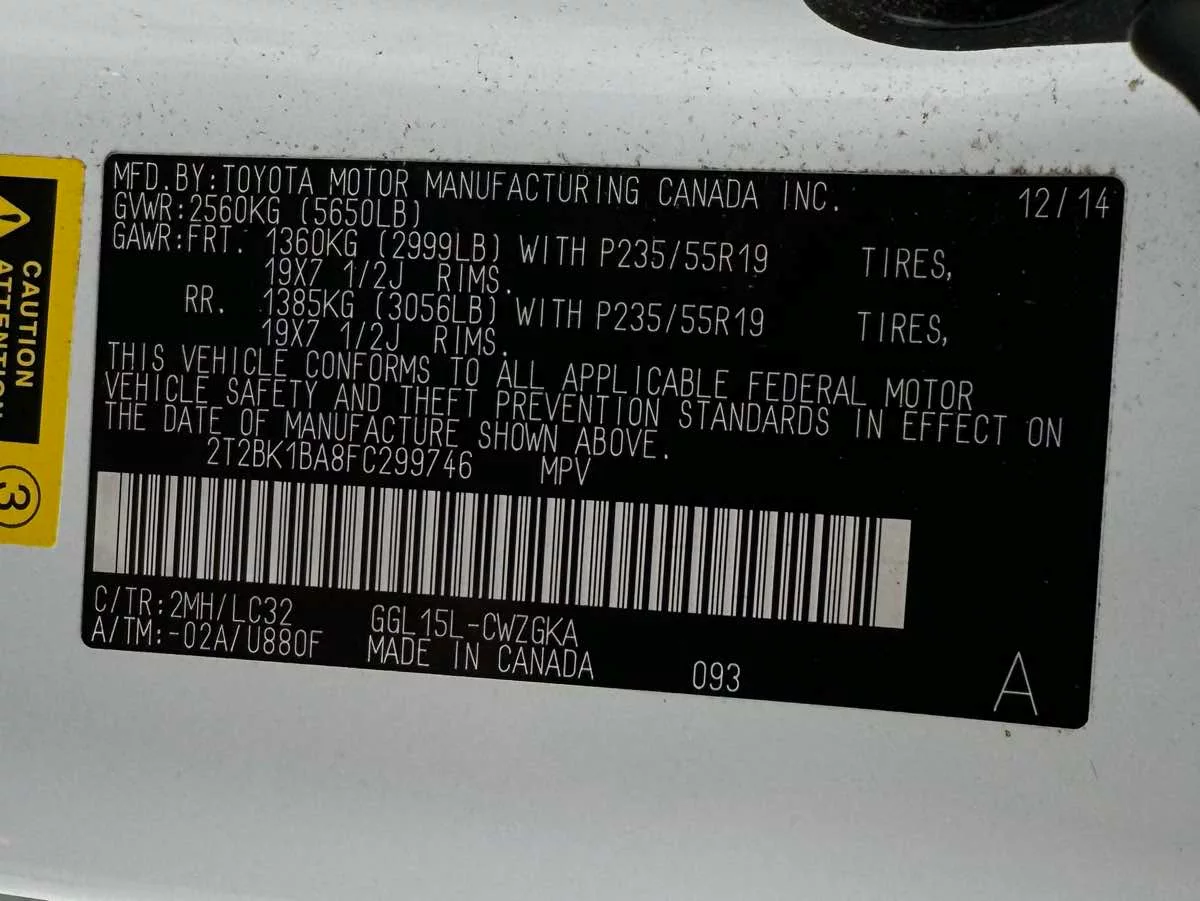 MFD.BY:TOYOTA MOTOR MANUFACTURING CANADA INC. 12/14
GVWR:2560KG (5650LB)
GAWR:FRT. 1360KG (2999LB) WITH P235/55R19 TIRES,
19X7 1/2J RIMS.
RR. 1385KG (3056LB) WITH P235/55R19 TIRES,
19X7 1/2J RIMS.
THIS VEHICLE CONFORMS TO ALL APPLICABLE FEDERAL MOTOR
VEHICLE SAFETY AND THEFT PREVENTION STANDARDS IN EFFECT ON
THE DATE OF MANUFACTURE SHOWN ABOVE.
2T2BK1BA8FC299746 MPV
C/TR:2MH/LC32 GGL15L-CWZGKA
A/TM:-02A/U880F MADE IN CANADA 093 A
CAUTION
ATTENTION
3